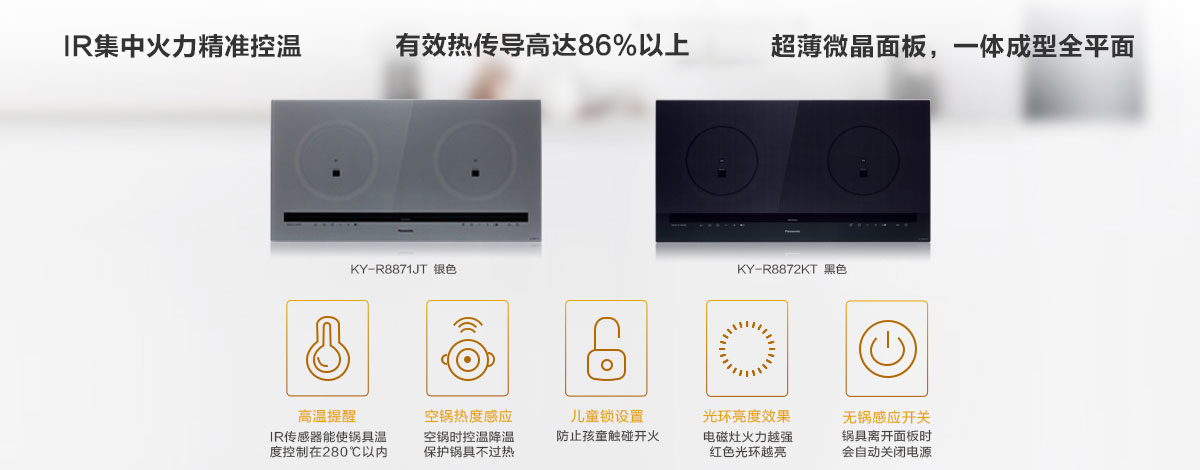 IR集中火力精准控温
有效热传导高达86%以上
超薄微晶面板，一体成型全平面
Panasonic
Panasonic
KY-R8871JT 银色
KY-R8872KT 黑色
高温提醒
IR传感器能使锅具温
度控制在280℃以内
空锅热度感应
空锅时控温降温
保护锅具不过热
儿童锁设置
防止孩童触碰开火
光环亮度效果
电磁灶火力越强
红色光环越亮
无锅感应开关
锅具离开面板时
会自动关闭电源